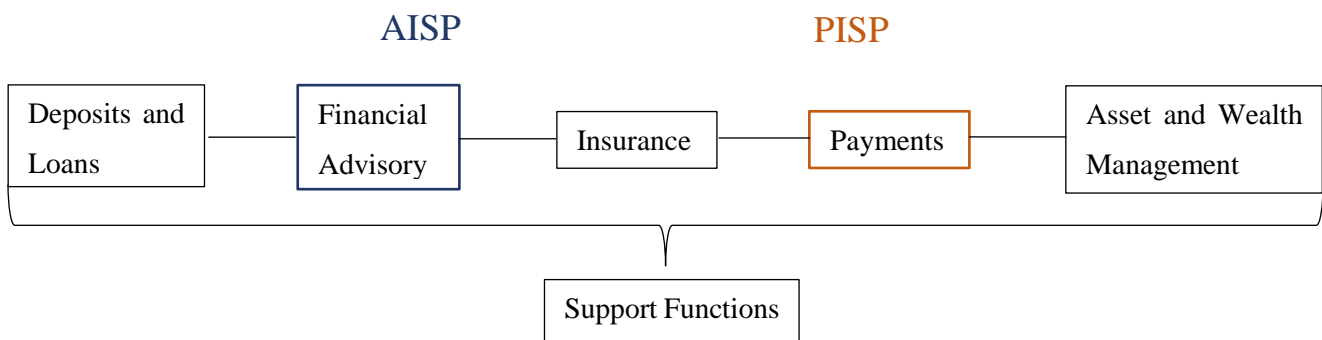 AISP
PISP
Deposits and
Loans
Financial
Advisory
Insurance
Payments
Asset and Wealth
Management
Support Functions